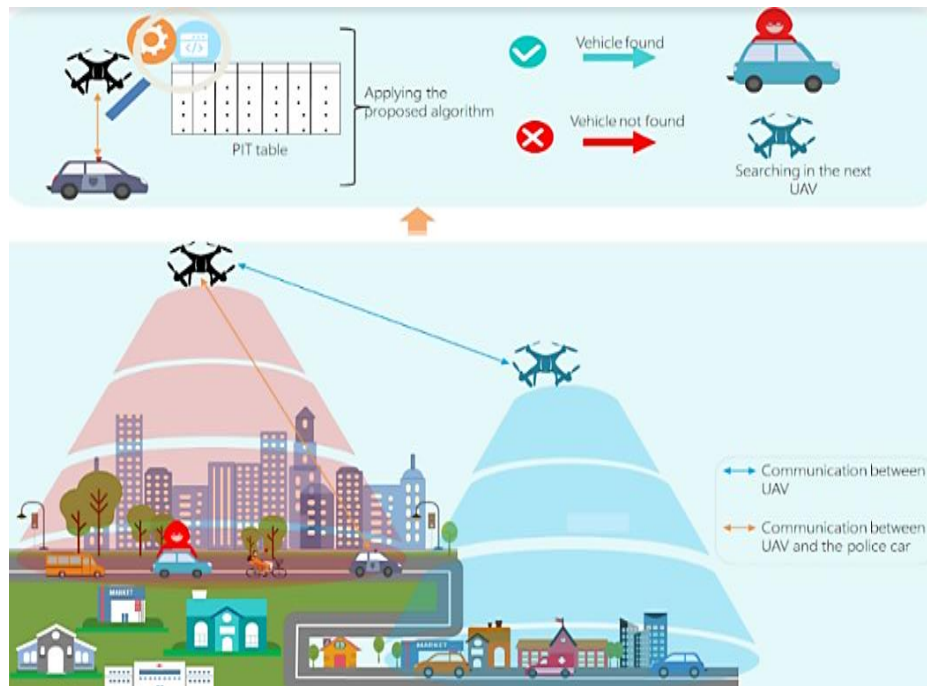 </>
PIT table
Applying the
proposed algorithm
Vehicle found
Vehicle not found
Searching in the next
UAV
Communication between
UAV
Communication between
UAV and the police car
MARKET
MARKET